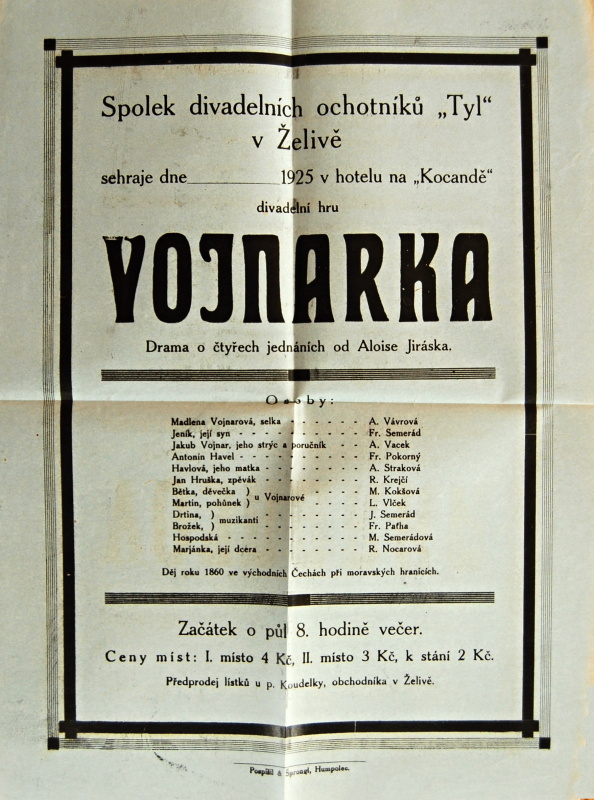 Spolek divadelních ochotníků „Tyl“
v Želivě
sehraje dne 1925 v hotelu na „Kocandě“
divadelní hru
VOJNARKA
Drama o čtyřech jednáních od Aloise Jiráska.
Osoby:
Madlena Vojnarová, selka - - - - - - A. Vávrová
Jeník, její syn - - - - - - - - - - Fr. Semerád
Jakub Vojnar, jeho strýc a poručník - - - A. Vacek
Antonin Havel - - - - - - - - - - Fr. Pokorný
Havlová, jeho matka - - - - - - - - A. Straková
Jan Hruška, zpěvák - - - - - - - - R. Krejčí
Bětka, děvečka ) u Vojnarové - - - - M. Kokšová
Martin, pohůnek ) - - - - L. Vlček
Drtina, ) muzikanti - - - - - - - J. Semerád
Brožek, ) - - - - - - - Fr. Paťha
Hospodská - - - - - - - - - - - M. Semerádová
Marjánka, její dcera - - - - - - - - R. Nocarová
Děj roku 1860 ve východních Čechách při moravských hranicích.
Začátek o půl 8. hodině večer.
Ceny míst: I. místo 4 Kč, II. místo 3 Kč, k stání 2 Kč.
Předprodej lístků u p. Koudelky, obchodníka v Želivě.
Pospíšil & Sprongl, Humpolec.